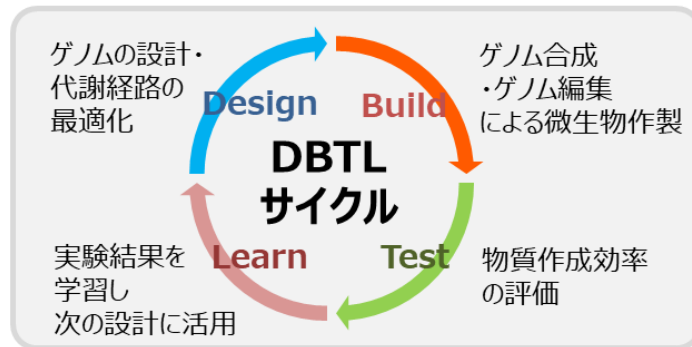 ゲノムの設計・
代謝経路の
最適化
Design
Build
ゲノム合成
・ゲノム編集
による微生物作製
DBTL
サイクル
実験結果を
学習し
次の設計に活用
Learn
Test
物質作成効率
の評価